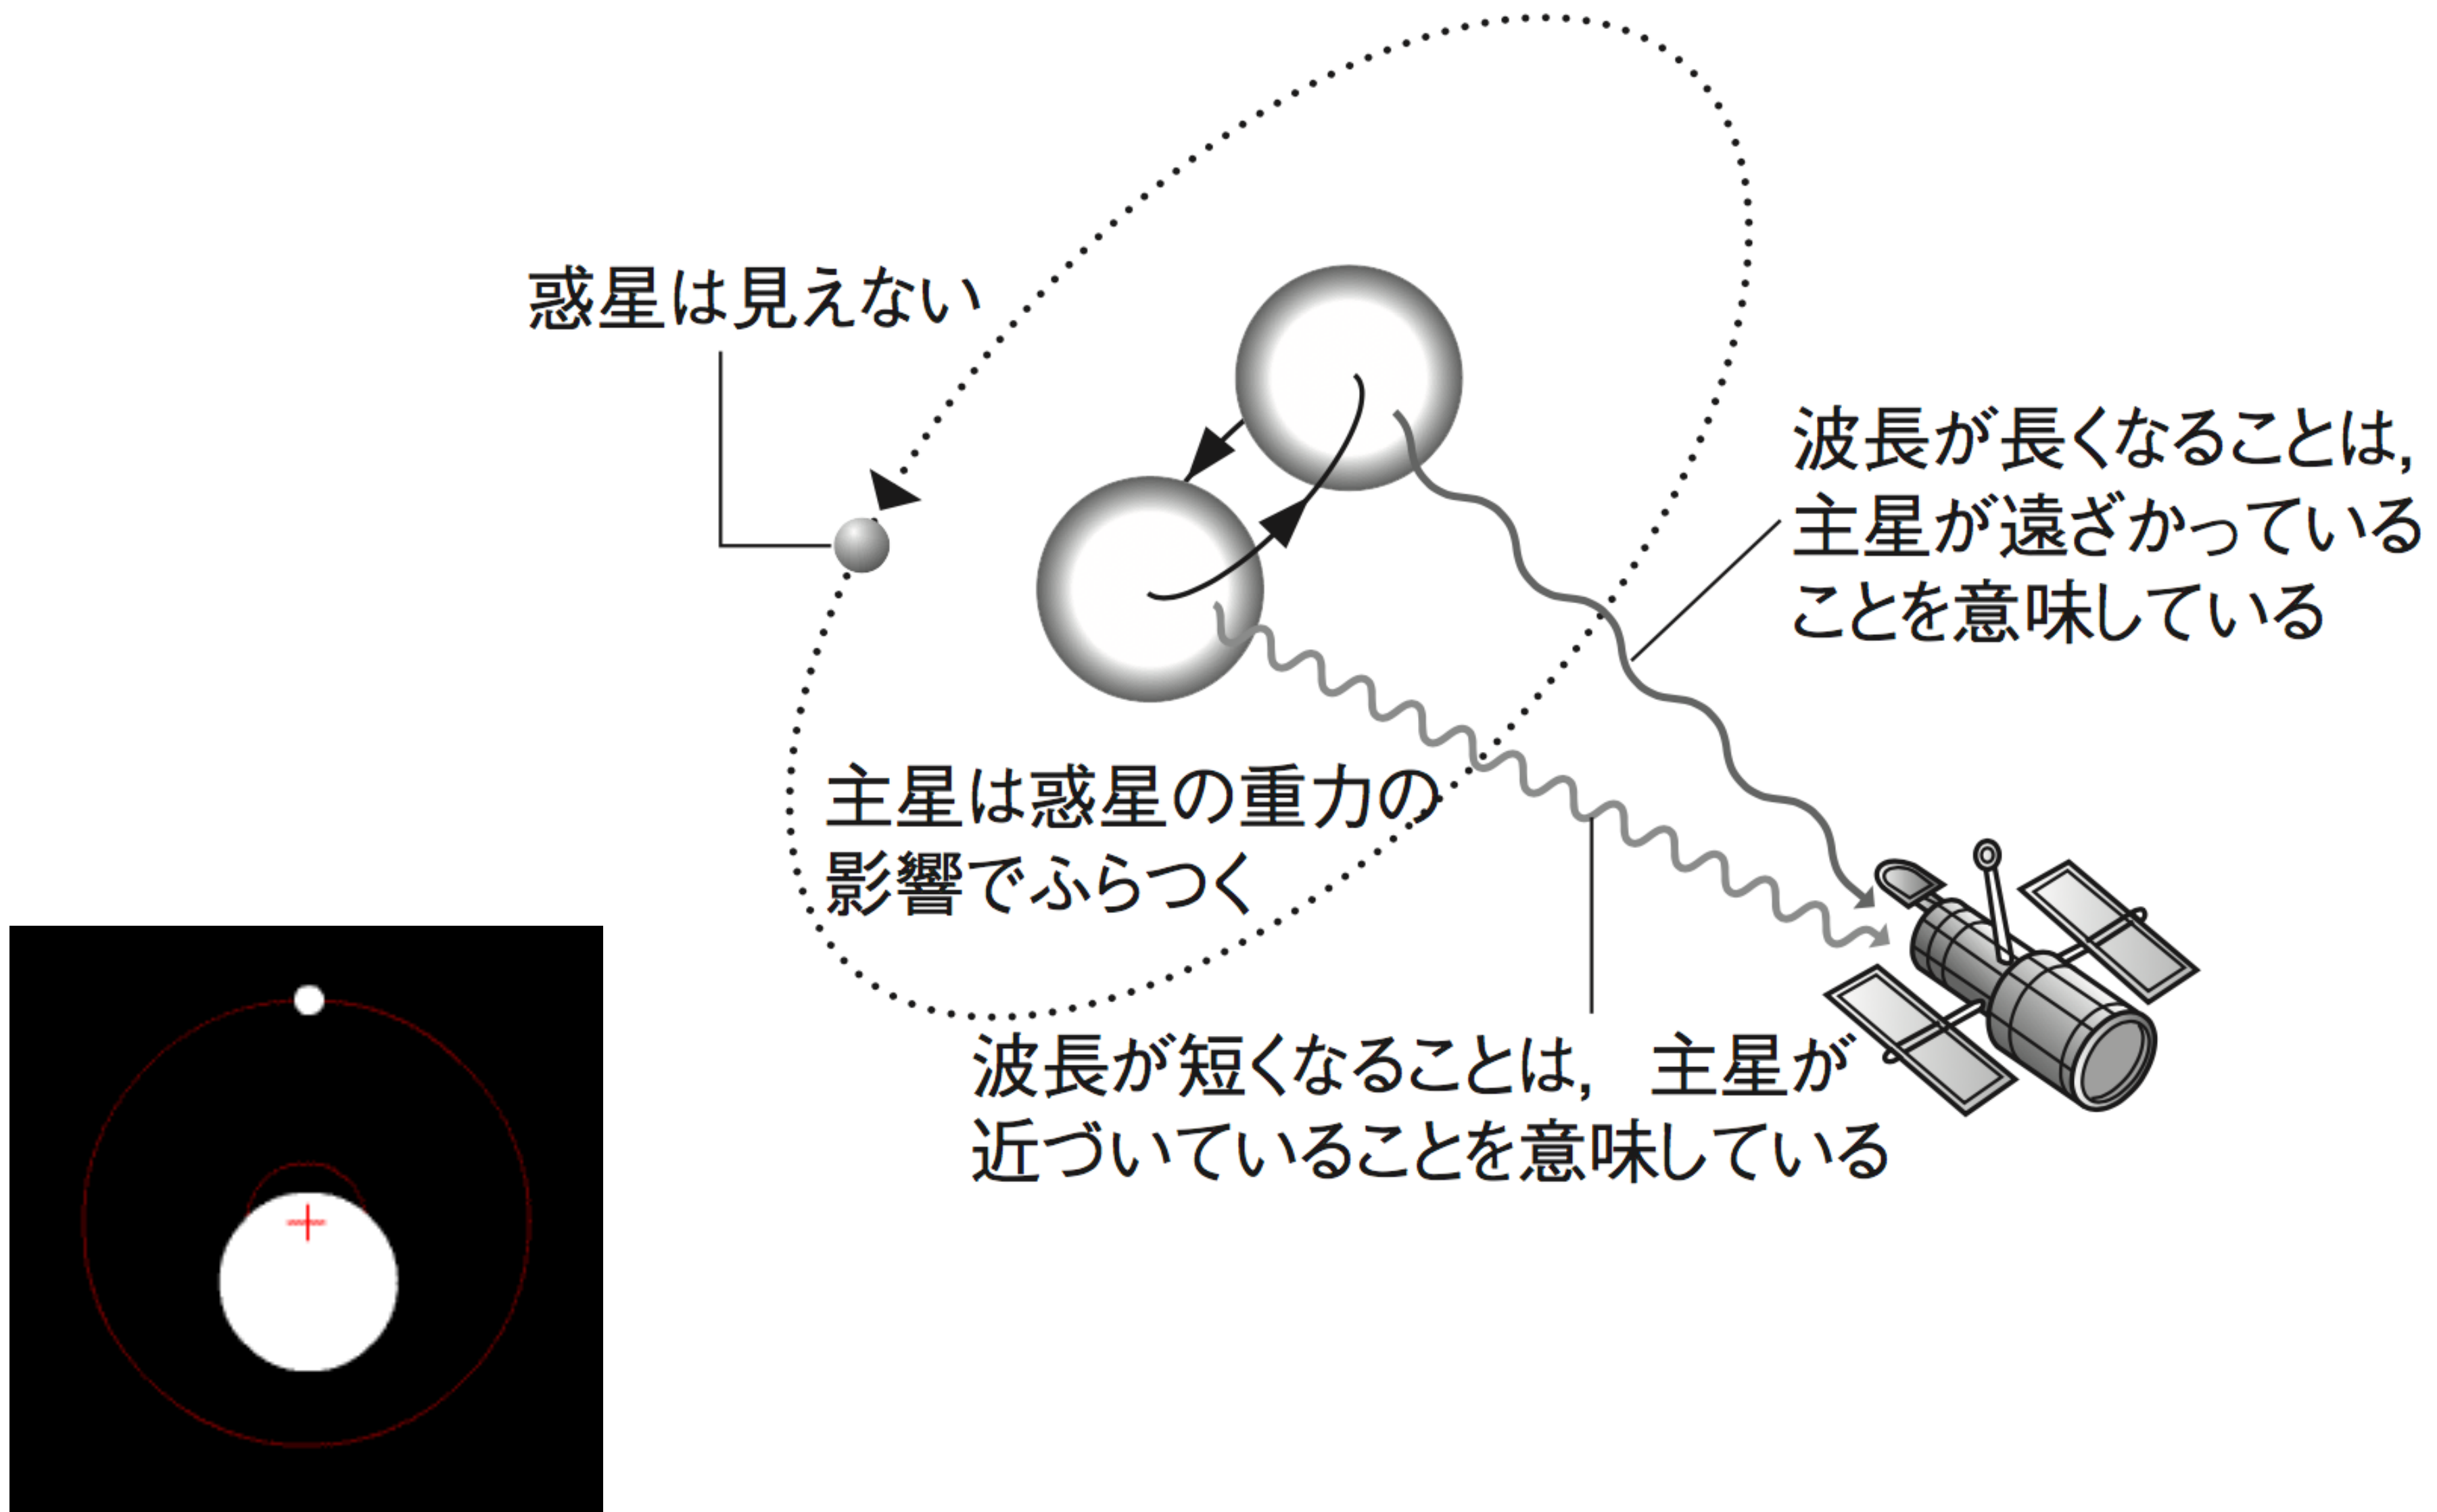 惑星は見えない
波長が長くなることは,
主星が遠ざかっている
ことを意味している
主星は惑星の重力の
影響でふらつく
波長が短くなることは, 主星が
近づいていることを意味している